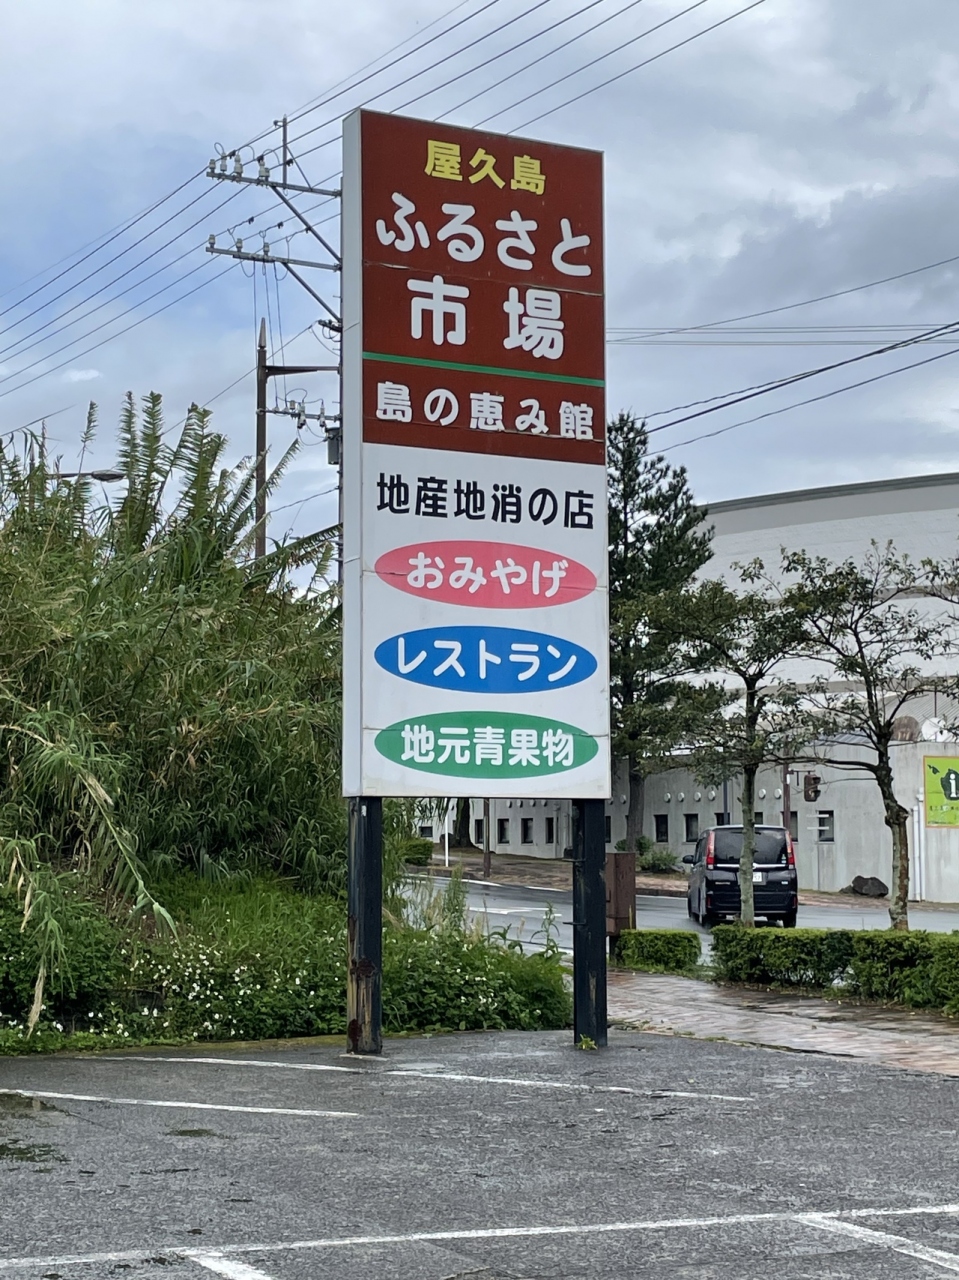 屋久島
ふるさと
市場
島の恵み館
地産地消の店
おみやげ
レストラン
地元青果物
i